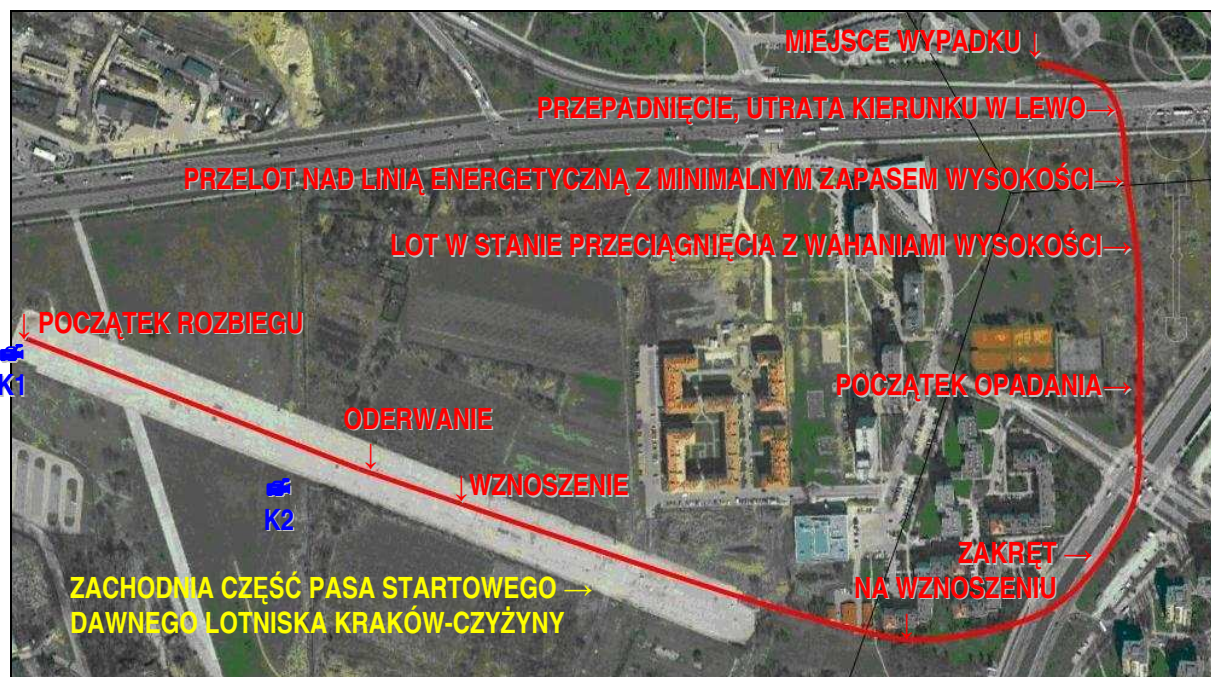 MIEJSCE WYPADKU ↓
PRZEPADNIĘCIE, UTRATA KIERUNKU W LEWO→
PRZELOT NAD LINIĄ ENERGETYCZNĄ Z MINIMALNYM ZAPASEM WYSOKOŚCI→
LOT W STANIE PRZECIĄGNIĘCIA Z WAHANIAMI WYSOKOŚCI→
↓ POCZĄTEK ROZBIEGU
K1
POCZĄTEK OPADANIA→
ODERWANIE
↓
↓WZNOSZENIE
K2
ZAKRĘT →
NA WZNOSZENIU
↓
ZACHODNIA CZĘŚĆ PASA STARTOWEGO →
DAWNEGO LOTNISKA KRAKÓW-CZYŻYNY